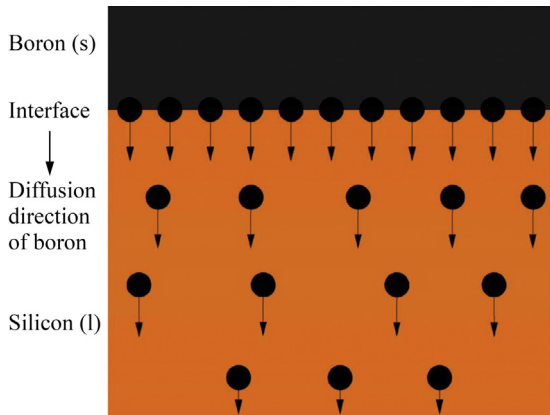 Boron (s)
Interface
Diffusion
direction
of boron
Silicon (l)